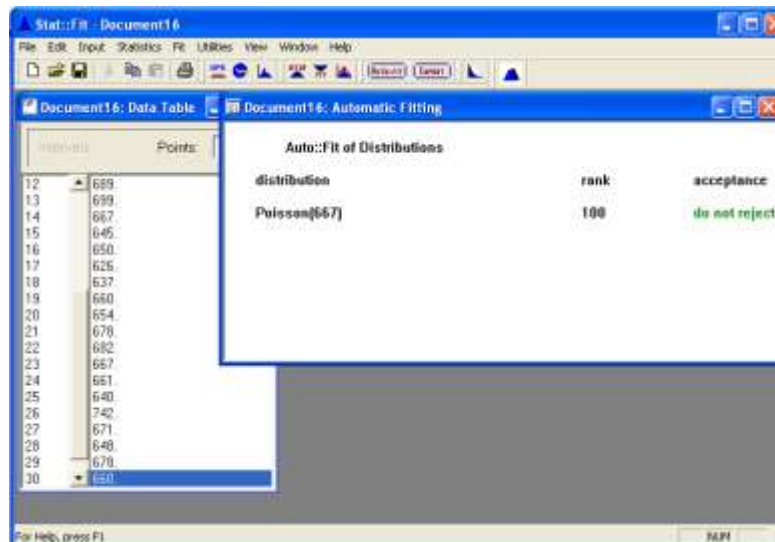 Stat::Fit - Document16
File Edit Input Statistics Fit Utilities View Window Help
Document16: Data Table
Points:
12 689.
13 699.
14 667.
15 645.
16 650.
17 626.
18 637.
19 660.
20 654.
21 678.
22 682.
23 667.
24 661.
25 640.
26 742.
27 671.
28 648.
29 679.
30 660.
Document16: Automatic Fitting
Auto::Fit of Distributions
distribution rank acceptance
Poisson(667) 100 do not reject
For Help, press F1
NUM